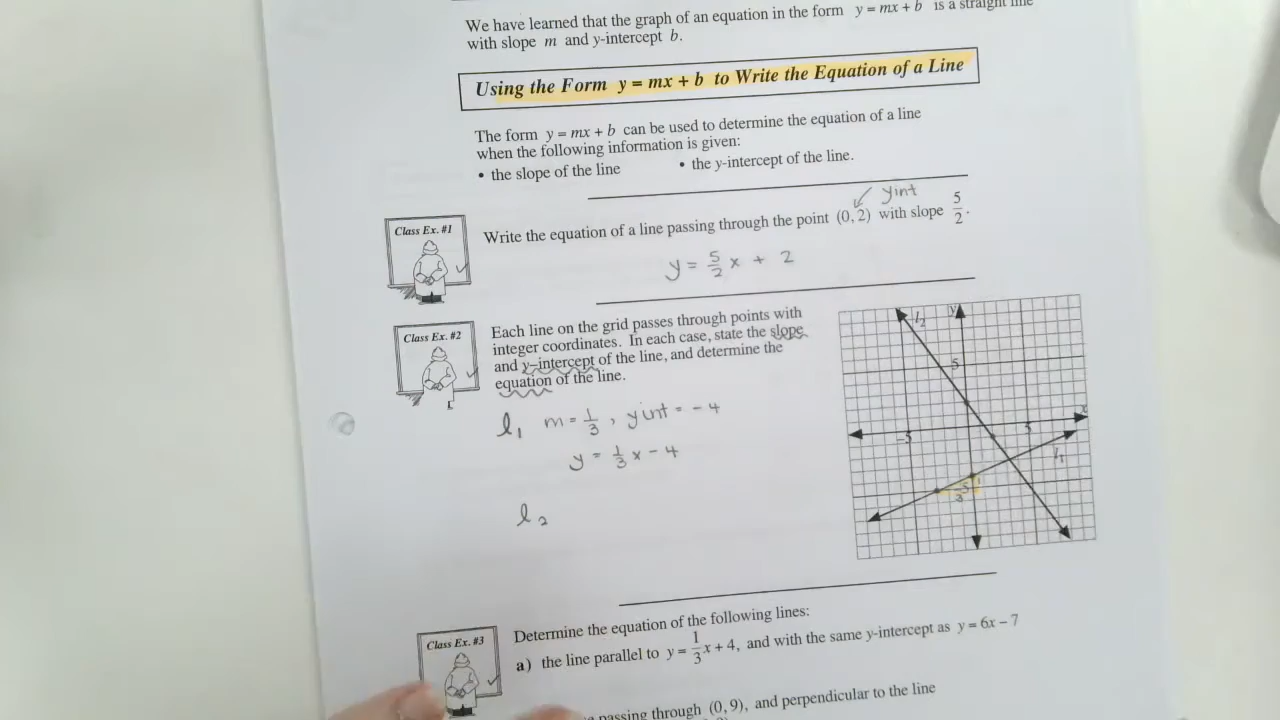 We have learned that the graph of an equation in the form y = mx + b is a straight line
with slope m and y-intercept b.
Using the Form y = mx + b to Write the Equation of a Line
The form y = mx + b can be used to determine the equation of a line
when the following information is given:
• the slope of the line • the y-intercept of the line.
yint
Class Ex. #1
Write the equation of a line passing through the point (0, 2) with slope 5/2.
y = 5/2 x + 2
Class Ex. #2
Each line on the grid passes through points with
integer coordinates. In each case, state the slope
and y-intercept of the line, and determine the
equation of the line.
l₁ m = 1/3, yint = -4
y = 1/3 x - 4
l₂
l₂ y
5
x
-5 5
l₁
-5 1
3
Class Ex. #3
Determine the equation of the following lines:
a) the line parallel to y = 1/3 x + 4, and with the same y-intercept as y = 6x − 7
passing through (0, 9), and perpendicular to the line